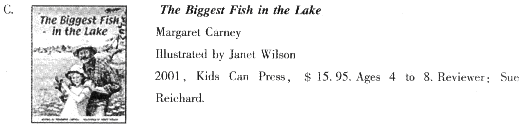 C.
The Biggest Fish
in the Lake
The Biggest Fish in the Lake
Margaret Carney
Illustrated by Janet Wilson
2001, Kids Can Press, $ 15.95. Ages 4 to 8. Reviewer: Sue
Reichard.